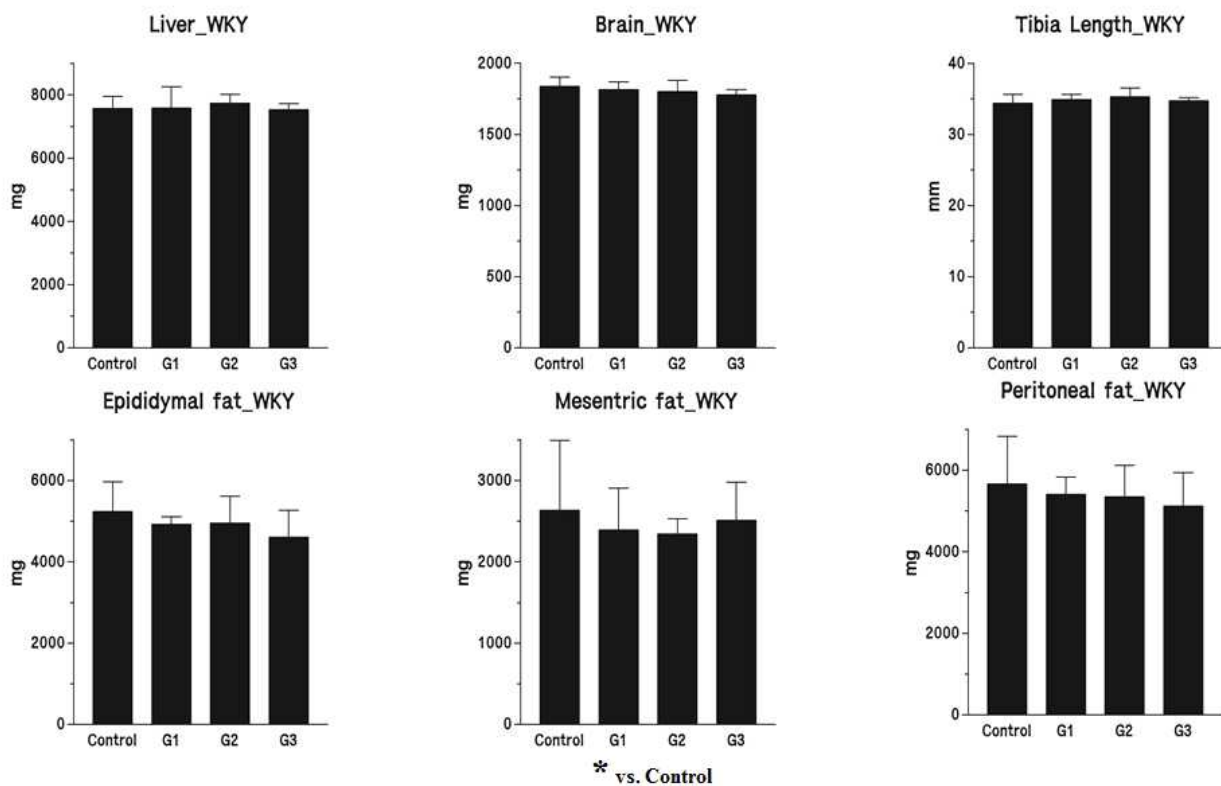 Liver_WKY
8000
6000
4000
2000
0
mg
Control G1 G2 G3
Brain_WKY
2000
1500
1000
500
0
mg
Control G1 G2 G3
Tibia Length_WKY
40
30
20
10
0
mm
Control G1 G2 G3
Epididymal fat_WKY
6000
4000
2000
0
mg
Control G1 G2 G3
Mesentric fat_WKY
3000
2000
1000
0
mg
Control G1 G2 G3
Peritoneal fat_WKY
6000
4000
2000
0
mg
Control G1 G2 G3
* vs. Control